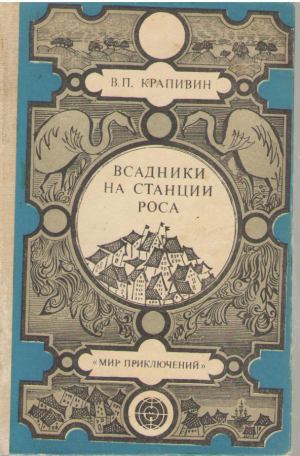 В.П. КРАПИВИН
ВСАДНИКИ
НА СТАНЦИИ
РОСА
«МИР ПРИКЛЮЧЕНИЙ»